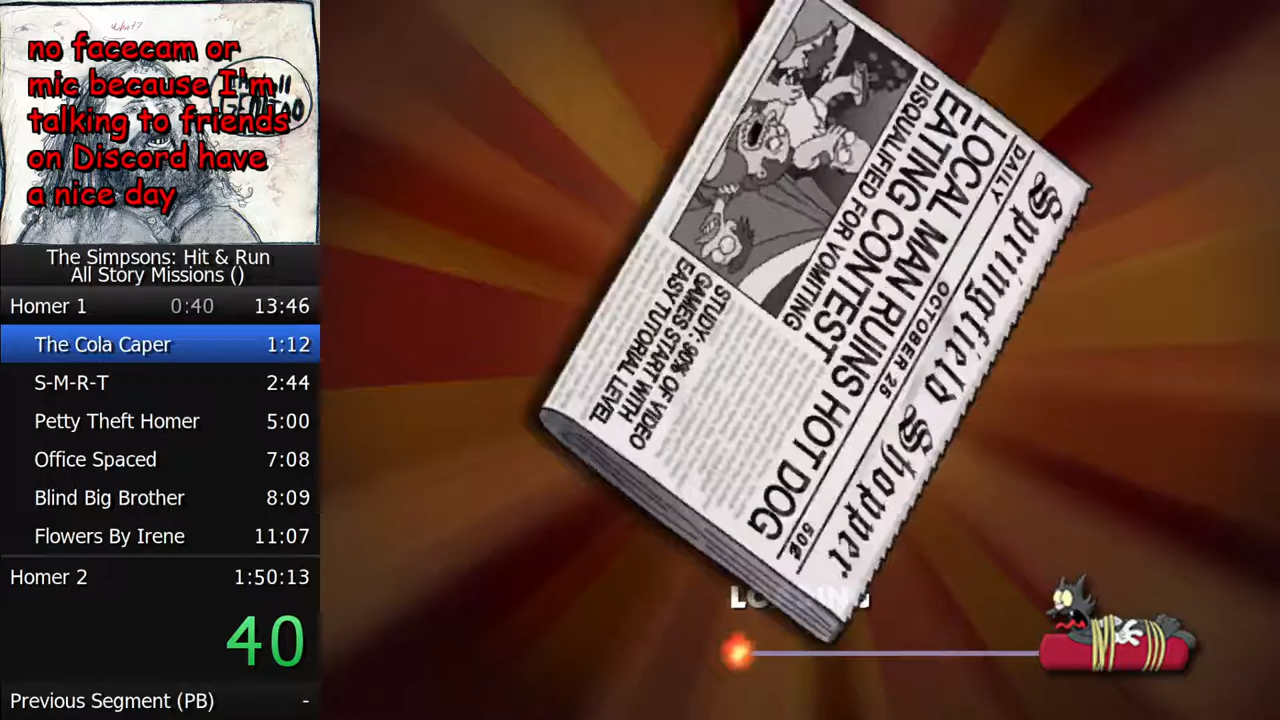 What?
no facecam or
mic because I'm
talking to friends
on Discord have
a nice day
The Simpsons: Hit & Run
All Story Missions ()
Homer 1 0:40 13:46
The Cola Caper 1:12
S-M-R-T 2:44
Petty Theft Homer 5:00
Office Spaced 7:08
Blind Big Brother 8:09
Flowers By Irene 11:07
Homer 2 1:50:13
40
Previous Segment (PB) -
Springfield Shopper
DAILY OCTOBER 25 50¢
LOCAL MAN RUINS HOT DOG
EATING CONTEST
DISQUALIFIED FOR VOMITING
STUDY: 90% OF VIDEO
GAMES START WITH
EASY TUTORIAL LEVEL